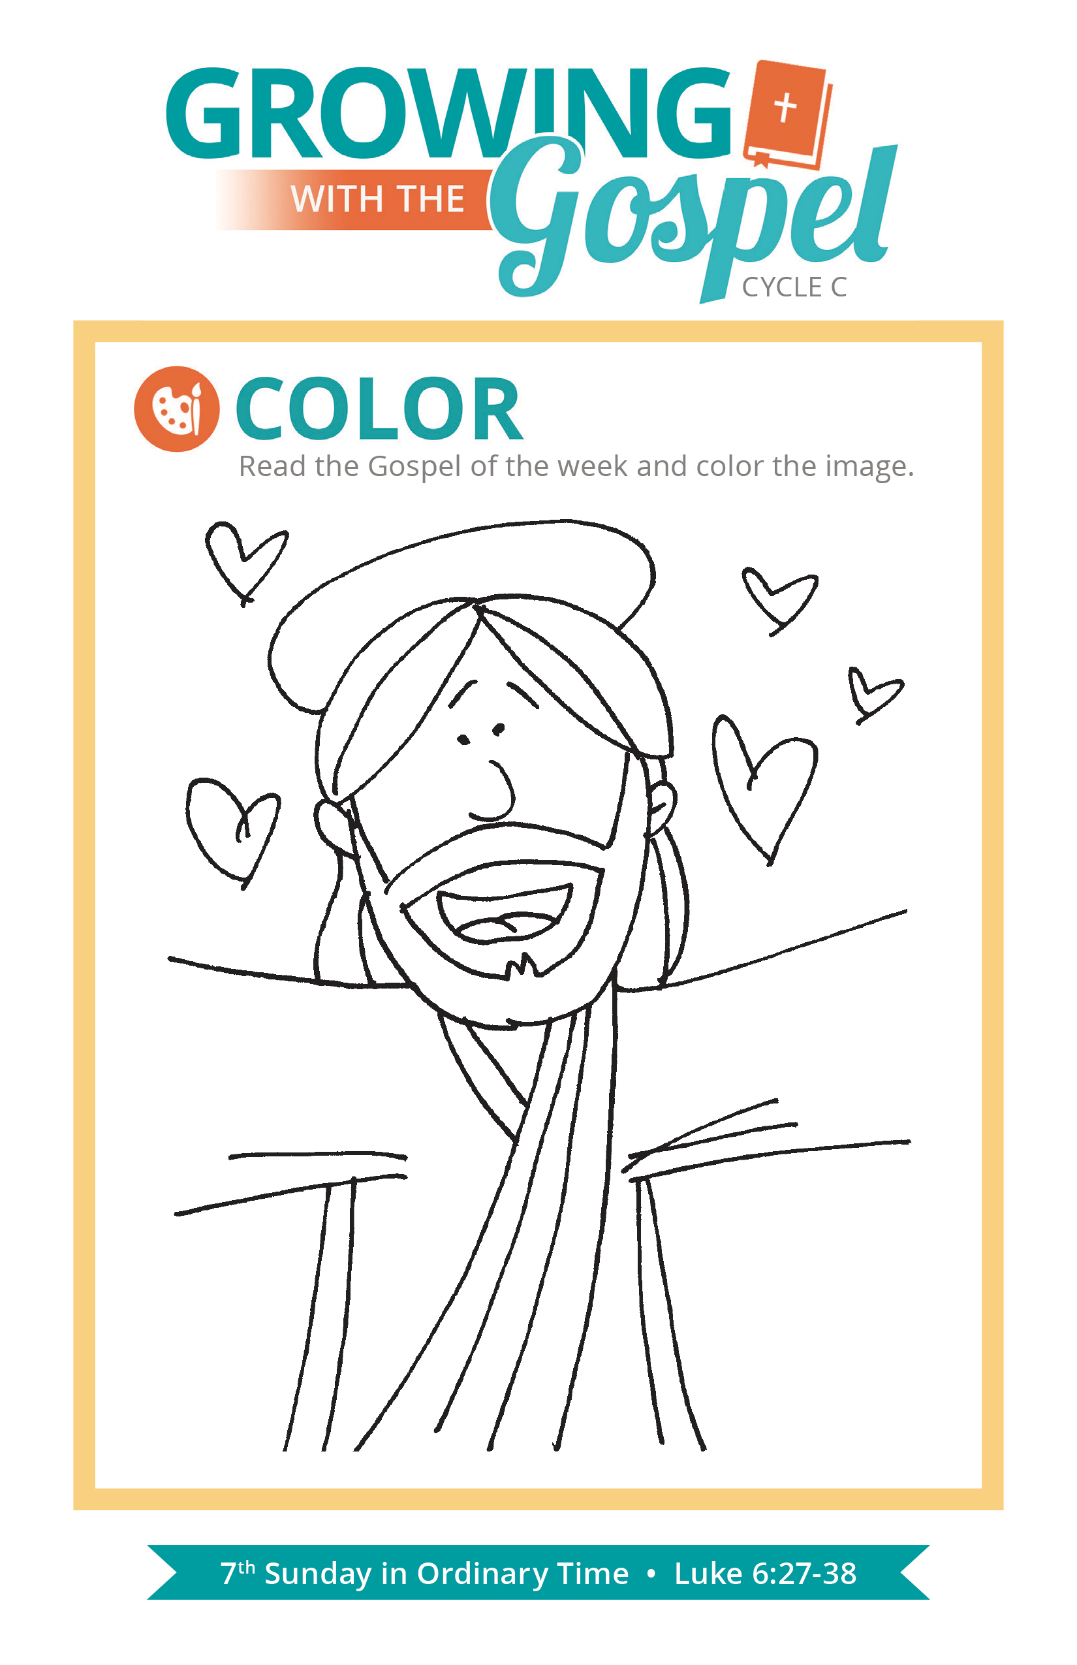 GROWING
WITH THE Gospel
CYCLE C
COLOR
Read the Gospel of the week and color the image.
7th Sunday in Ordinary Time • Luke 6:27-38